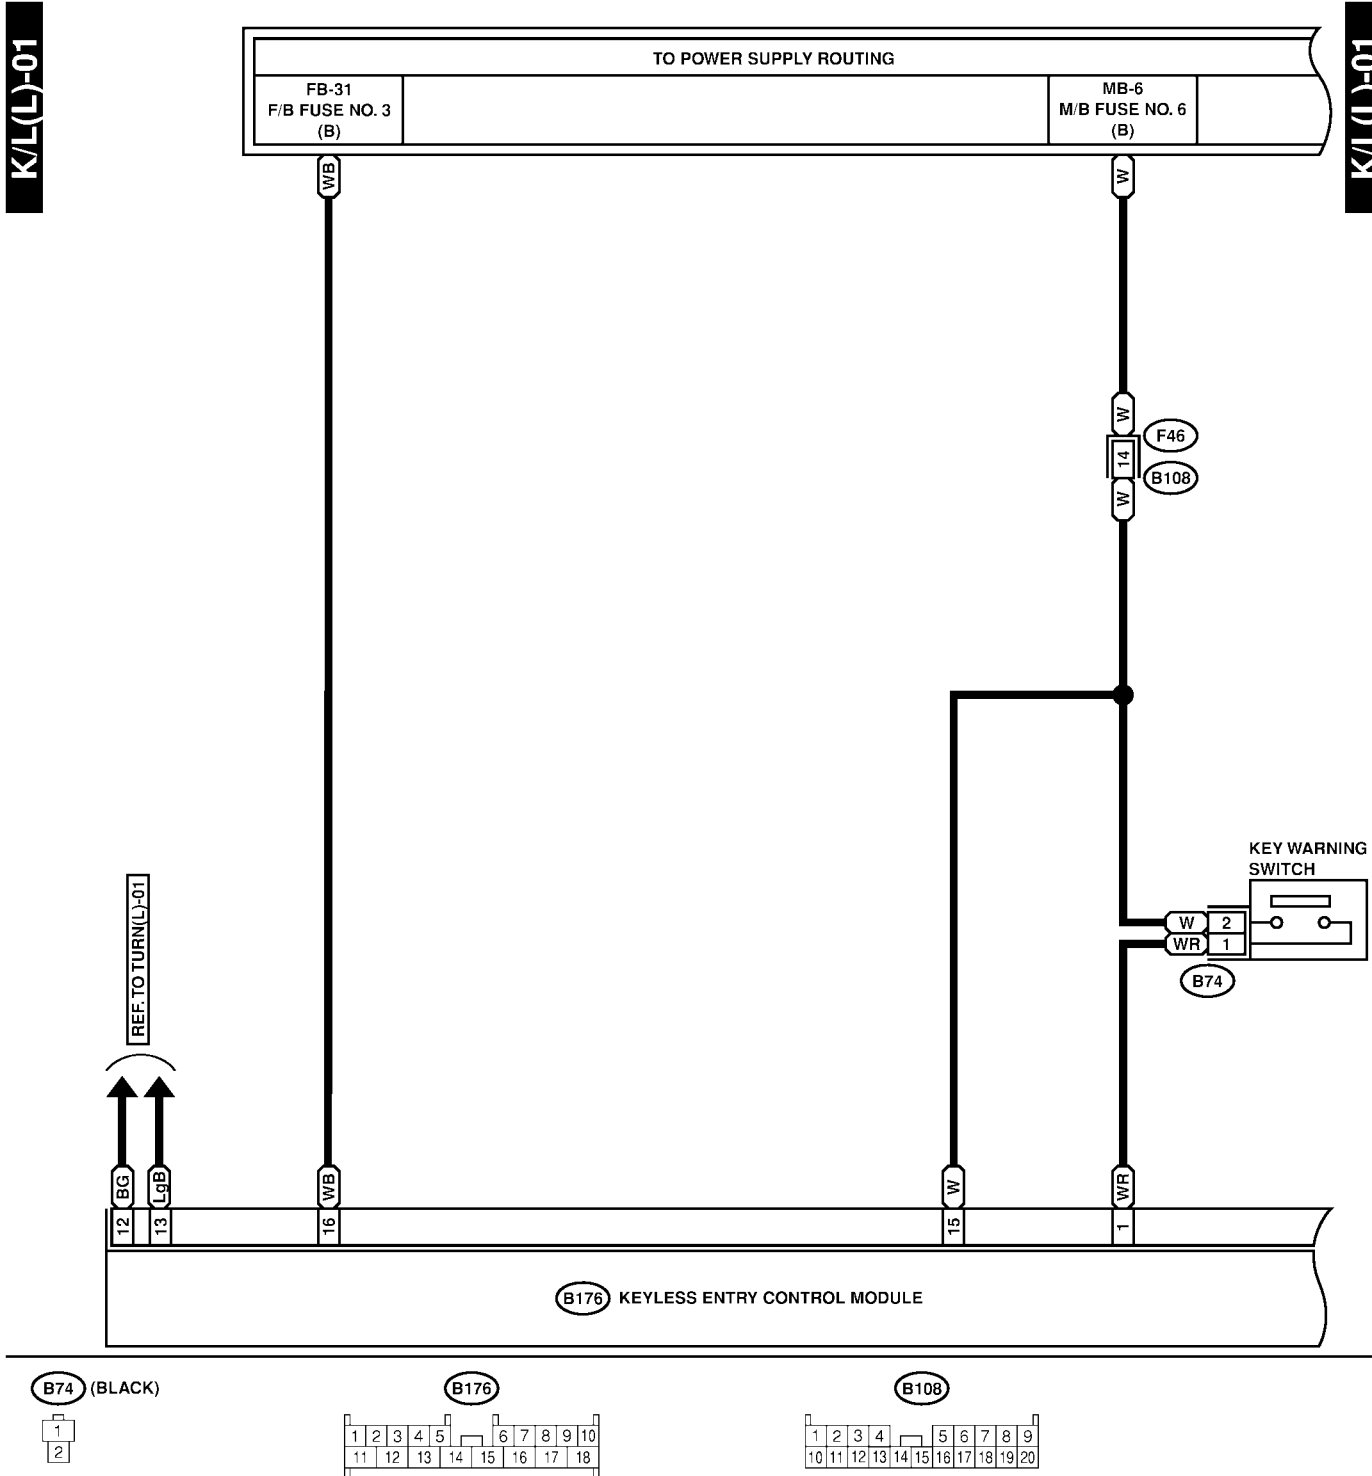 K/L(L)-01
K/L(L)-01
TO POWER SUPPLY ROUTING
FB-31
F/B FUSE NO. 3
(B)
MB-6
M/B FUSE NO. 6
(B)
WB
W
W
F46
14
B108
W
KEY WARNING
SWITCH
W 2
WR 1
B74
REF. TO TURN(L)-01
BG
LgB
WB
W
WR
12
13
16
15
1
B176 KEYLESS ENTRY CONTROL MODULE
B74 (BLACK)
1
2
B176
1 2 3 4 5 6 7 8 9 10
11 12 13 14 15 16 17 18
B108
1 2 3 4 5 6 7 8 9
10 11 12 13 14 15 16 17 18 19 20